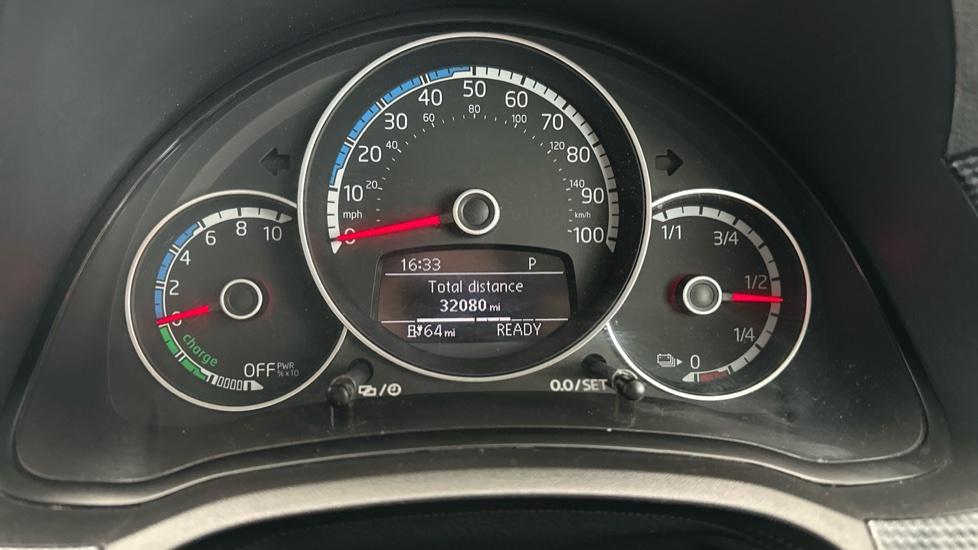 50
40
60
30
70
20
80
10
90
mph
0
km/h
100
20
40
60
80
100
120
140
10
8
6
4
2
0
charge
OFF
PWR
% x 10
1/1
3/4
1/2
1/4
0
16:33 P
Total distance
32080 mi
64 mi READY
0.0/SET